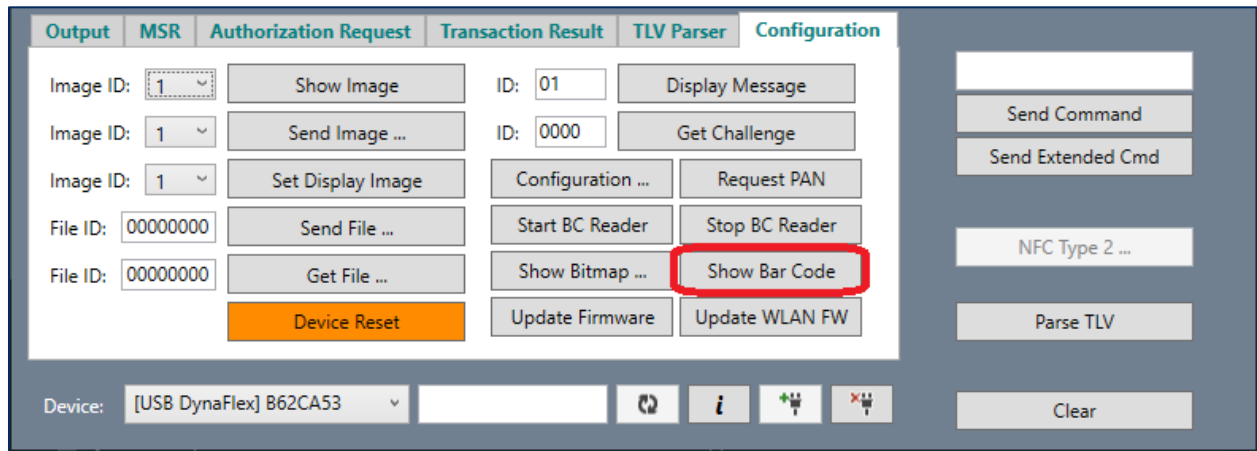 Output MSR Authorization Request Transaction Result TLV Parser Configuration
Image ID: 1 Show Image ID: 01 Display Message
Image ID: 1 Send Image ... ID: 0000 Get Challenge
Image ID: 1 Set Display Image Configuration ... Request PAN
File ID: 00000000 Send File ... Start BC Reader Stop BC Reader
File ID: 00000000 Get File ... Show Bitmap ... Show Bar Code
Device Reset Update Firmware Update WLAN FW
Send Command
Send Extended Cmd
NFC Type 2 ...
Parse TLV
Device: [USB DynaFlex] B62CA53 i
Clear